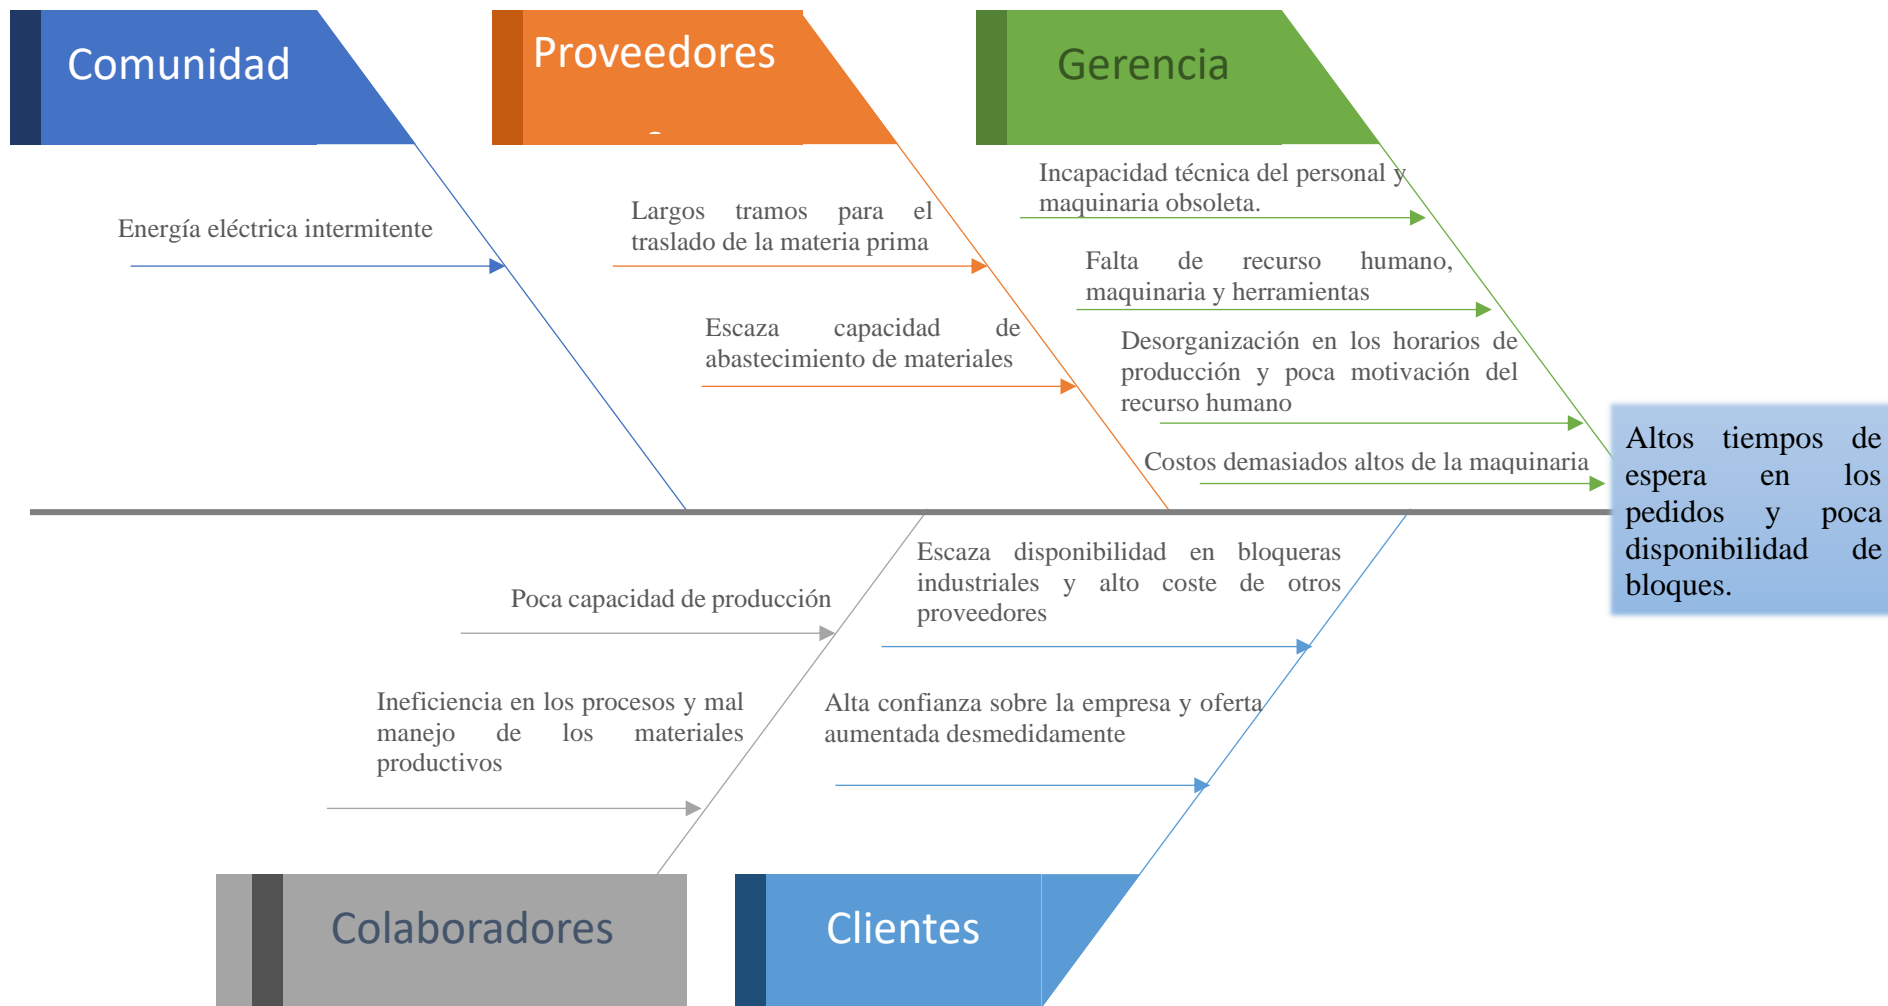 Comunidad
Proveedores
Gerencia
Energía eléctrica intermitente
Largos tramos para el
traslado de la materia prima
Escaza capacidad de
abastecimiento de materiales
Incapacidad técnica del personal y
maquinaria obsoleta.
Falta de recurso humano,
maquinaria y herramientas
Desorganización en los horarios de
producción y poca motivación del
recurso humano
Costos demasiados altos de la maquinaria
Altos tiempos de
espera en los
pedidos y poca
disponibilidad de
bloques.
Poca capacidad de producción
Ineficiencia en los procesos y mal
manejo de los materiales
productivos
Escaza disponibilidad en bloqueras
industriales y alto coste de otros
proveedores
Alta confianza sobre la empresa y oferta
aumentada desmedidamente
Colaboradores
Clientes